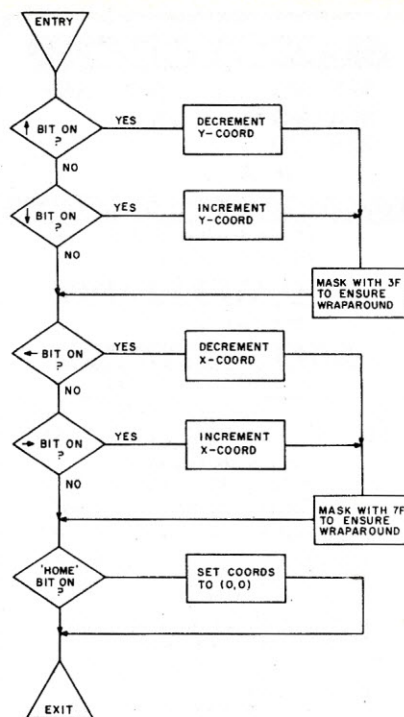 ENTRY
↑ BIT ON
?
YES
DECREMENT
Y-COORD
NO
↓ BIT ON
?
YES
INCREMENT
Y-COORD
NO
MASK WITH 3F
TO ENSURE
WRAPAROUND
← BIT ON
?
YES
DECREMENT
X-COORD
NO
→ BIT ON
?
YES
INCREMENT
X-COORD
NO
MASK WITH 7F
TO ENSURE
WRAPAROUND
'HOME'
BIT ON
?
SET COORDS
TO (0,0)
EXIT